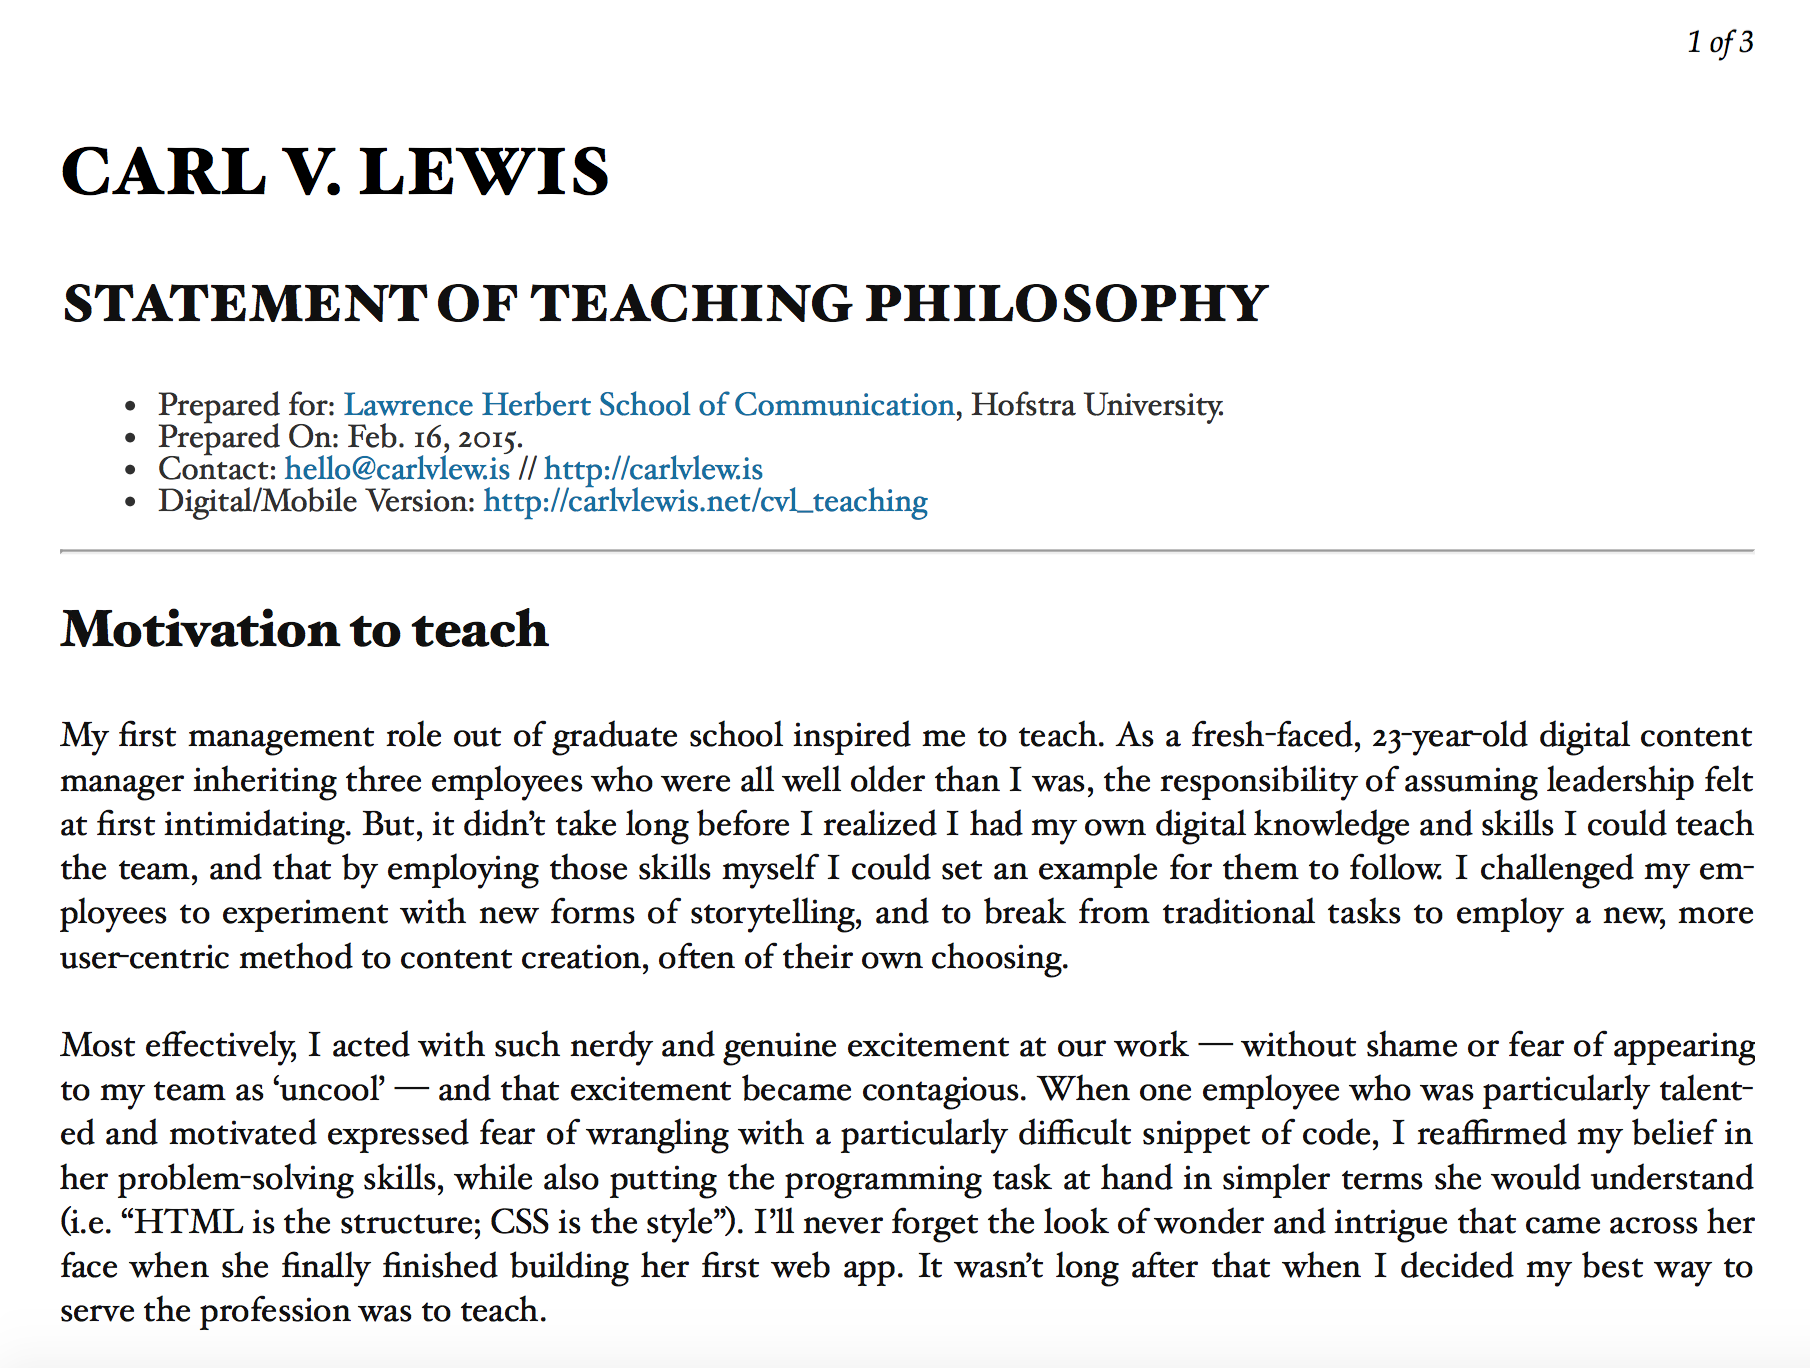 1 of 3
CARL V. LEWIS
STATEMENT OF TEACHING PHILOSOPHY
• Prepared for: Lawrence Herbert School of Communication, Hofstra University.
• Prepared On: Feb. 16, 2015.
• Contact: hello@carlvlew.is // http://carlvlew.is
• Digital/Mobile Version: http://carlvlewis.net/cvl_teaching
Motivation to teach
My first management role out of graduate school inspired me to teach. As a fresh-faced, 23-year-old digital content
manager inheriting three employees who were all well older than I was, the responsibility of assuming leadership felt
at first intimidating. But, it didn’t take long before I realized I had my own digital knowledge and skills I could teach
the team, and that by employing those skills myself I could set an example for them to follow. I challenged my em-
ployees to experiment with new forms of storytelling, and to break from traditional tasks to employ a new, more
user-centric method to content creation, often of their own choosing.
Most effectively, I acted with such nerdy and genuine excitement at our work — without shame or fear of appearing
to my team as ‘uncool’ — and that excitement became contagious. When one employee who was particularly talent-
ed and motivated expressed fear of wrangling with a particularly difficult snippet of code, I reaffirmed my belief in
her problem-solving skills, while also putting the programming task at hand in simpler terms she would understand
(i.e. “HTML is the structure; CSS is the style”). I’ll never forget the look of wonder and intrigue that came across her
face when she finally finished building her first web app. It wasn’t long after that when I decided my best way to
serve the profession was to teach.